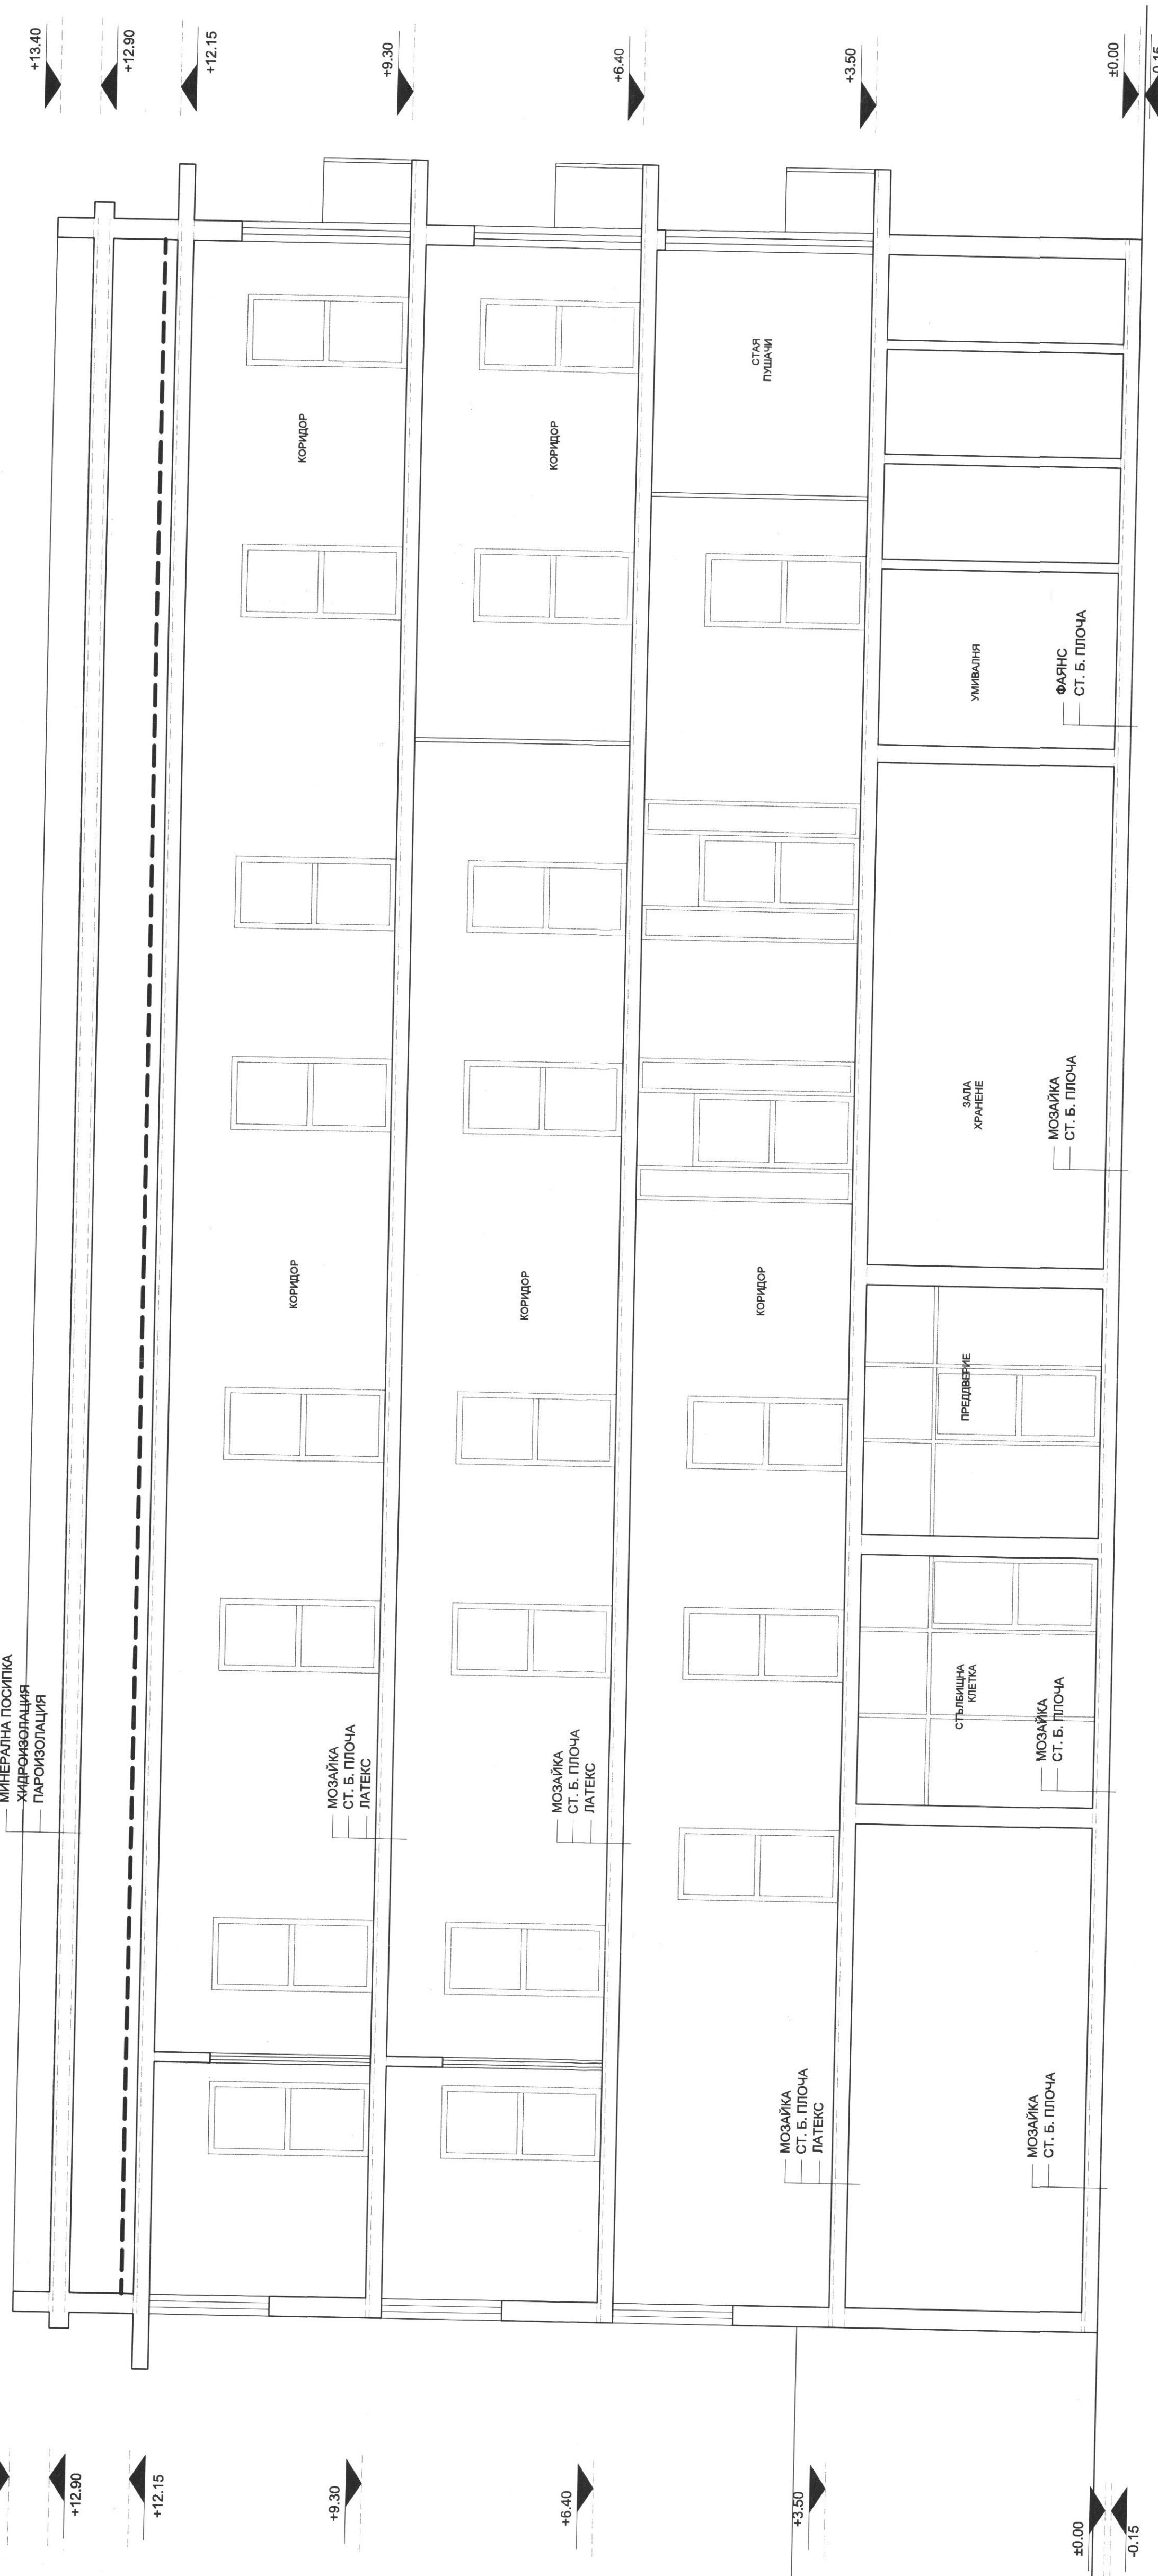 МИНЕРАЛНА ПОСИПКА
ХИДРОИЗОЛАЦИЯ
ПАРОИЗОЛАЦИЯ
+13.40
+12.90
+12.90
+12.15
+12.15
КОРИДОР
КОРИДОР
МОЗАЙКА
СТ. Б. ПЛОЧА
ЛАТЕКС
+9.30
+9.30
КОРИДОР
КОРИДОР
МОЗАЙКА
СТ. Б. ПЛОЧА
ЛАТЕКС
+6.40
+6.40
КОРИДОР
СТАЯ
ПУШАЧИ
МОЗАЙКА
СТ. Б. ПЛОЧА
ЛАТЕКС
+3.50
+3.50
СТЪЛБИЩНА
КЛЕТКА
ПРЕДДВЕРИЕ
ЗАЛА
ХРАНЕНЕ
УМИВАЛНЯ
МОЗАЙКА
СТ. Б. ПЛОЧА
МОЗАЙКА
СТ. Б. ПЛОЧА
МОЗАЙКА
СТ. Б. ПЛОЧА
ФАЯНС
СТ. Б. ПЛОЧА
±0.00
±0.00
-0.15
-0.15